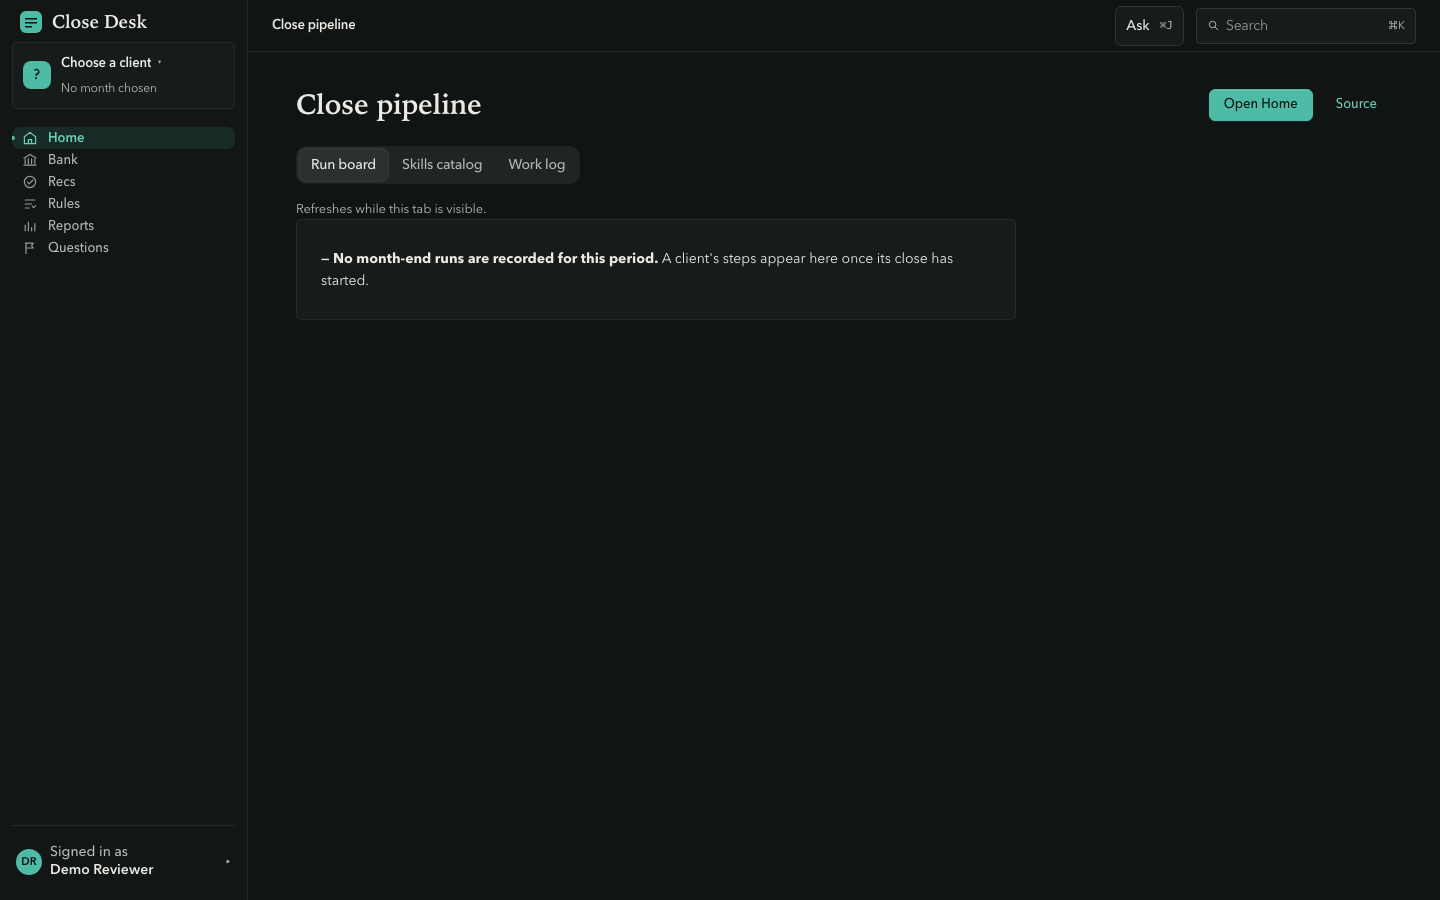 Close Desk
?
Choose a client
No month chosen
Home
Bank
Recs
Rules
Reports
Questions
DR
Signed in as
Demo Reviewer
Close pipeline
Ask ⌘J
Search ⌘K
Close pipeline
Open Home
Source
Run board
Skills catalog
Work log
Refreshes while this tab is visible.
– No month-end runs are recorded for this period. A client's steps appear here once its close has
started.